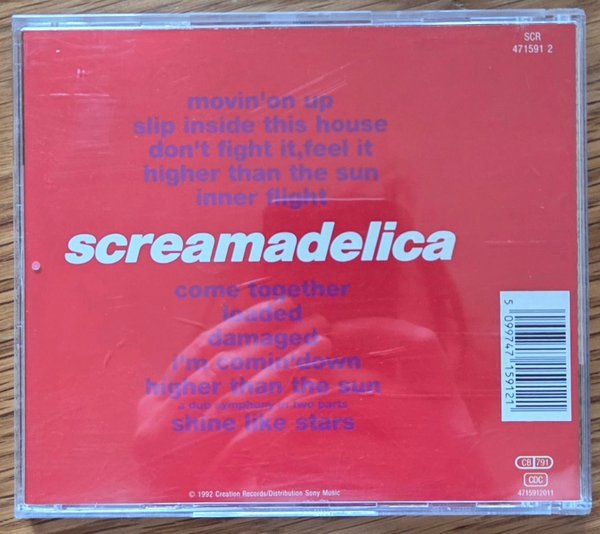 SCR
471591 2
movin'on up
slip inside this house
don't fight it,feel it
higher than the sun
inner flight
screamadelica
come together
loaded
damaged
i'm comin'down
higher than the sun
a dub symphony in two parts
shine like stars
5 099747 159121
CB 791
CDC
4715912011
© 1992 Creation Records/Distribution Sony Music